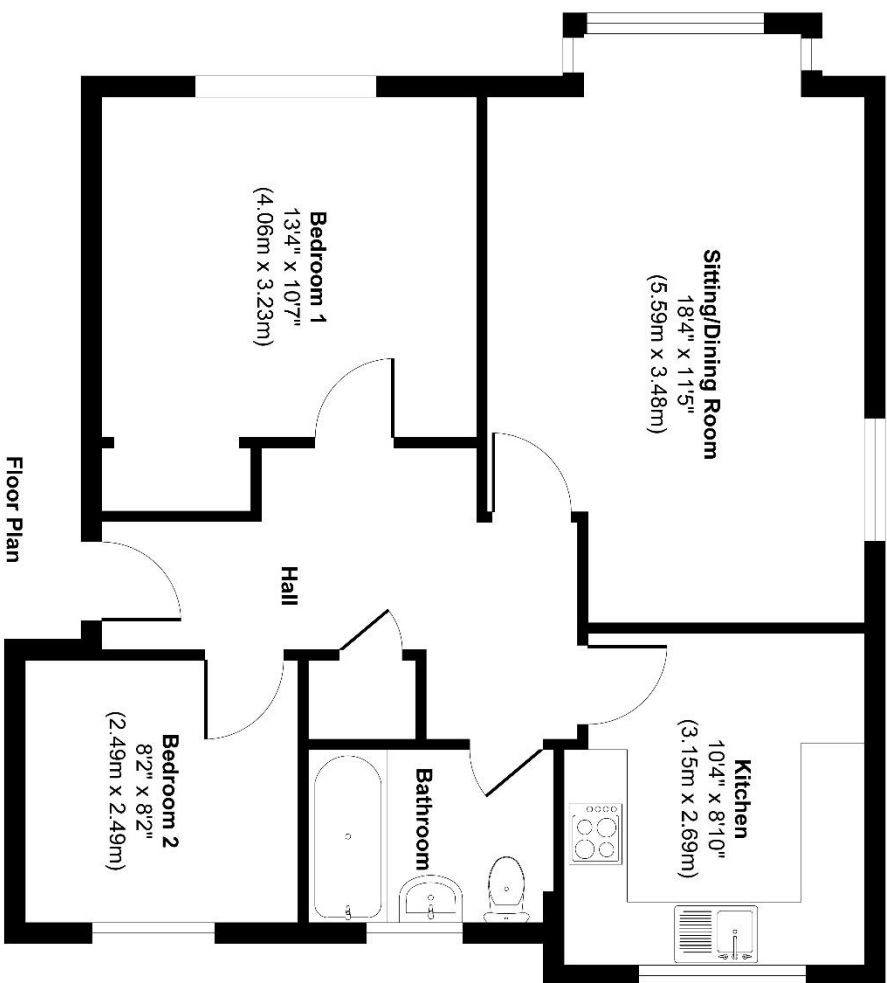 Sitting/Dining Room
18'4" x 11'5"
(5.59m x 3.48m)
Kitchen
10'4" x 8'10"
(3.15m x 2.69m)
Bedroom 1
13'4" x 10'7"
(4.06m x 3.23m)
Hall
Bathroom
Bedroom 2
8'2" x 8'2"
(2.49m x 2.49m)
Floor Plan